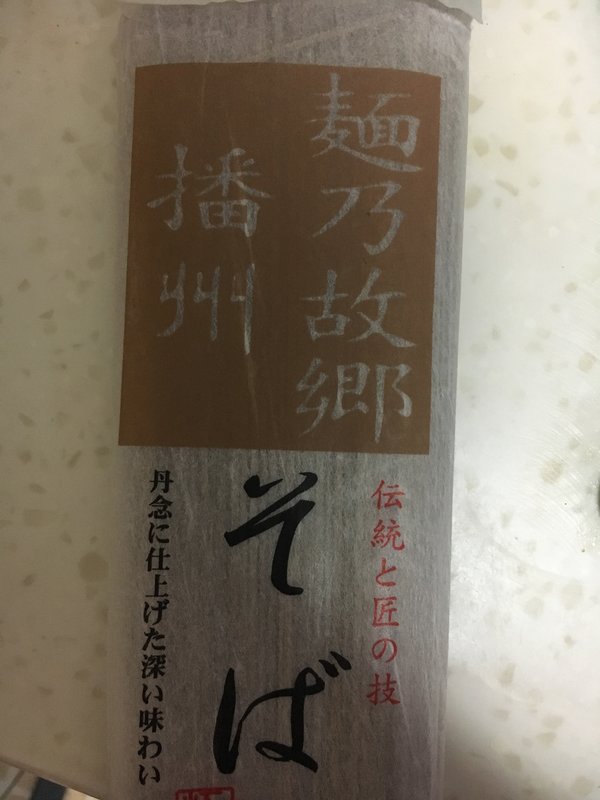 麺乃故郷
播州
伝統と匠の技
そば
丹念に仕上げた深い味わい